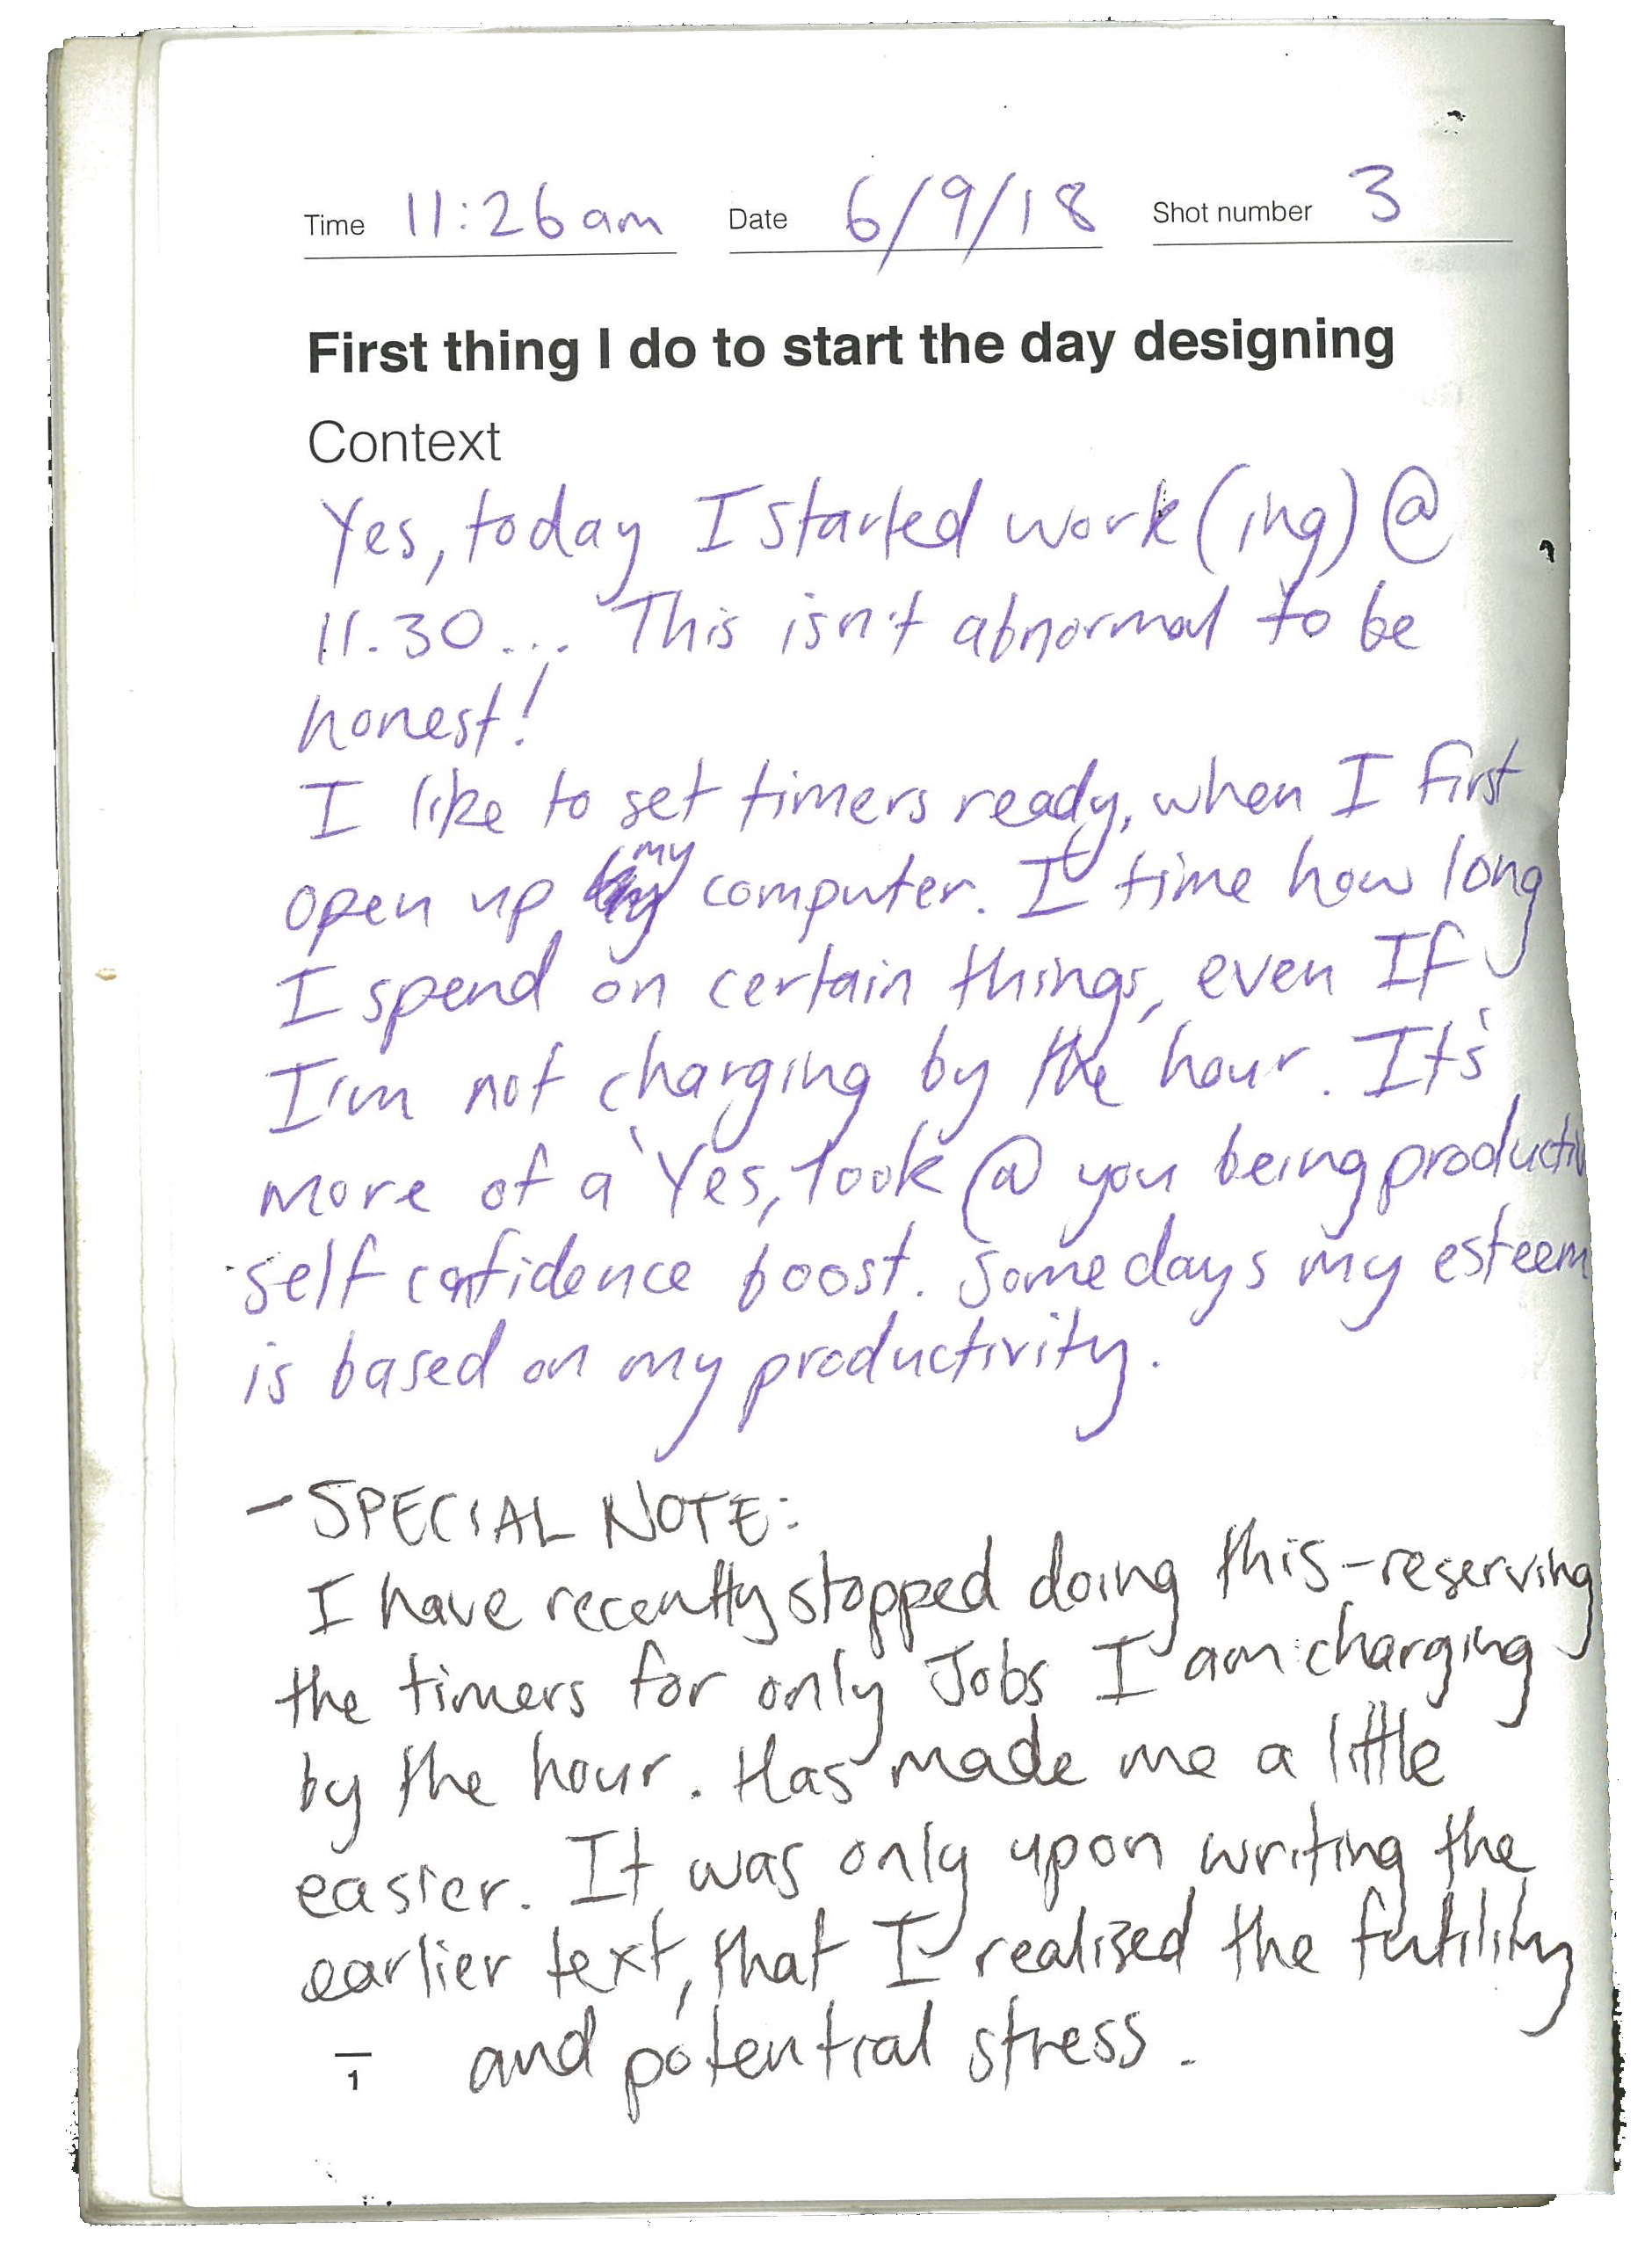 Time 11:26am Date 6/9/18 Shot number 3
First thing I do to start the day designing
Context
Yes, today I started work(ing) @
11.30... This isn't abnormal to be
honest!
I like to set timers ready, when I first
open up my computer. I time how long
I spend on certain things, even If
I'm not charging by the hour. It's
more of a 'Yes, look @ you being productiv
self confidence boost. Some days my esteem
is based on my productivity.
- SPECIAL NOTE:
I have recently stopped doing this - reserving
the timers for only Jobs I am charging
by the hour. Has made me a little
easier. It was only upon writing the
earlier text, that I realised the futility
and potential stress.
1